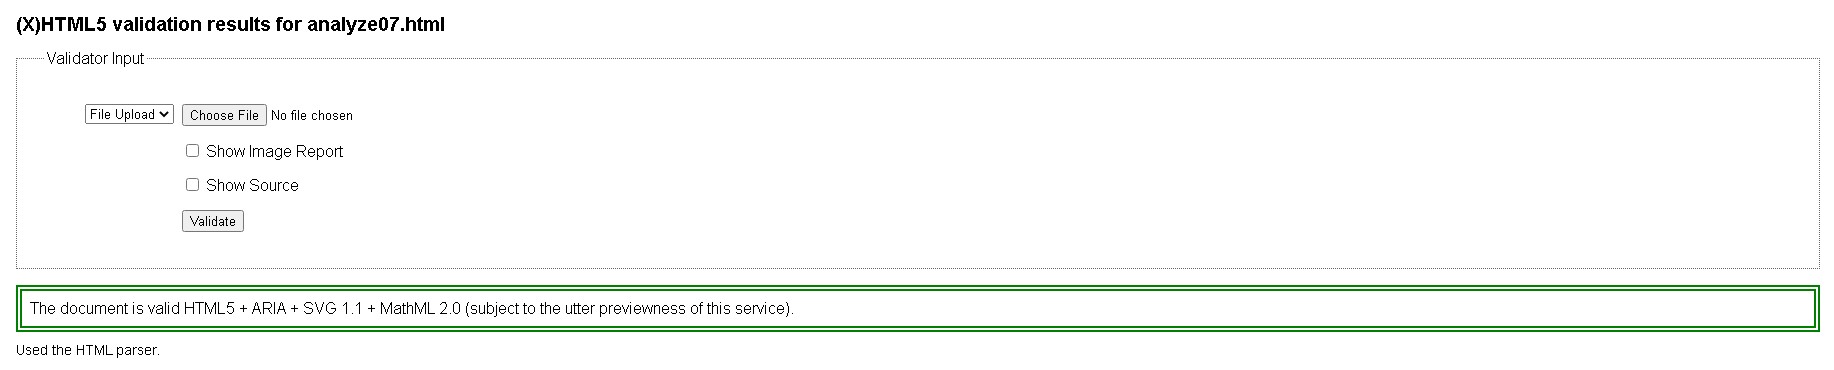 (X)HTML5 validation results for analyze07.html
Validator Input
File Upload Choose File No file chosen
Show Image Report
Show Source
Validate
The document is valid HTML5 + ARIA + SVG 1.1 + MathML 2.0 (subject to the utter previewness of this service).
Used the HTML parser.